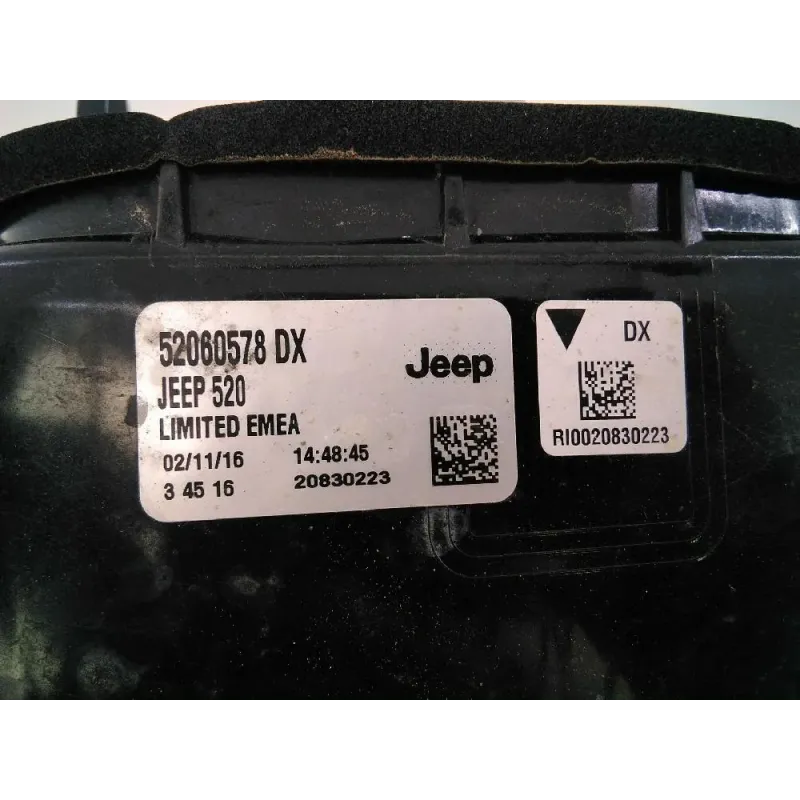 52060578 DX
JEEP 520
Jeep
LIMITED EMEA
02/11/16 14:48:45
3 45 16 20830223
DX
RI0020830223